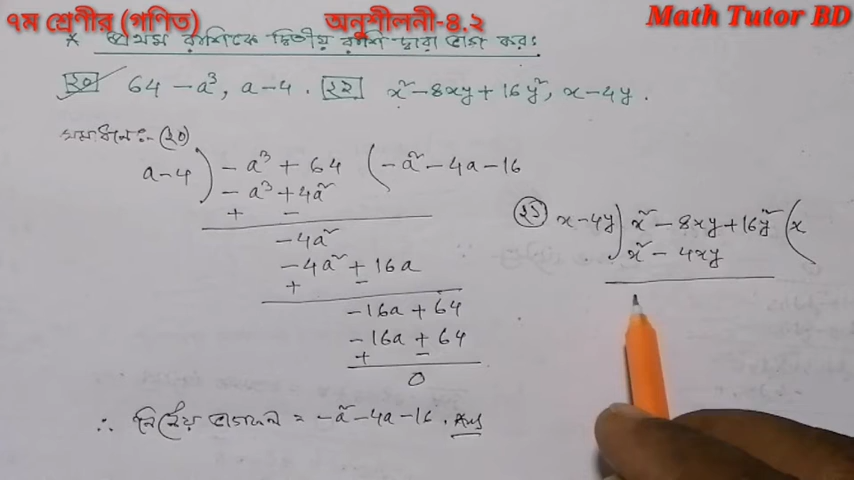 ৭ম শ্রেণীর (গণিত) অনুশীলনী-৪.২ Math Tutor BD
* প্রথম রাশিকে দ্বিতীয় রাশি দ্বারা ভাগ কর:
২০ 64 - a³, a - 4. ২১ x² - 8xy + 16y², x - 4y.
সমাধান:- (২০)
a-4) -a³ + 64 (-a² - 4a - 16
-a³ + 4a²
+ -
-4a²
-4a² + 16a
+ -
-16a + 64
-16a + 64
+ -
0
∴ নির্ণেয় ভাগফল = -a² - 4a - 16. Ans
২১ x-4y) x² - 8xy + 16y² (x
x² - 4xy